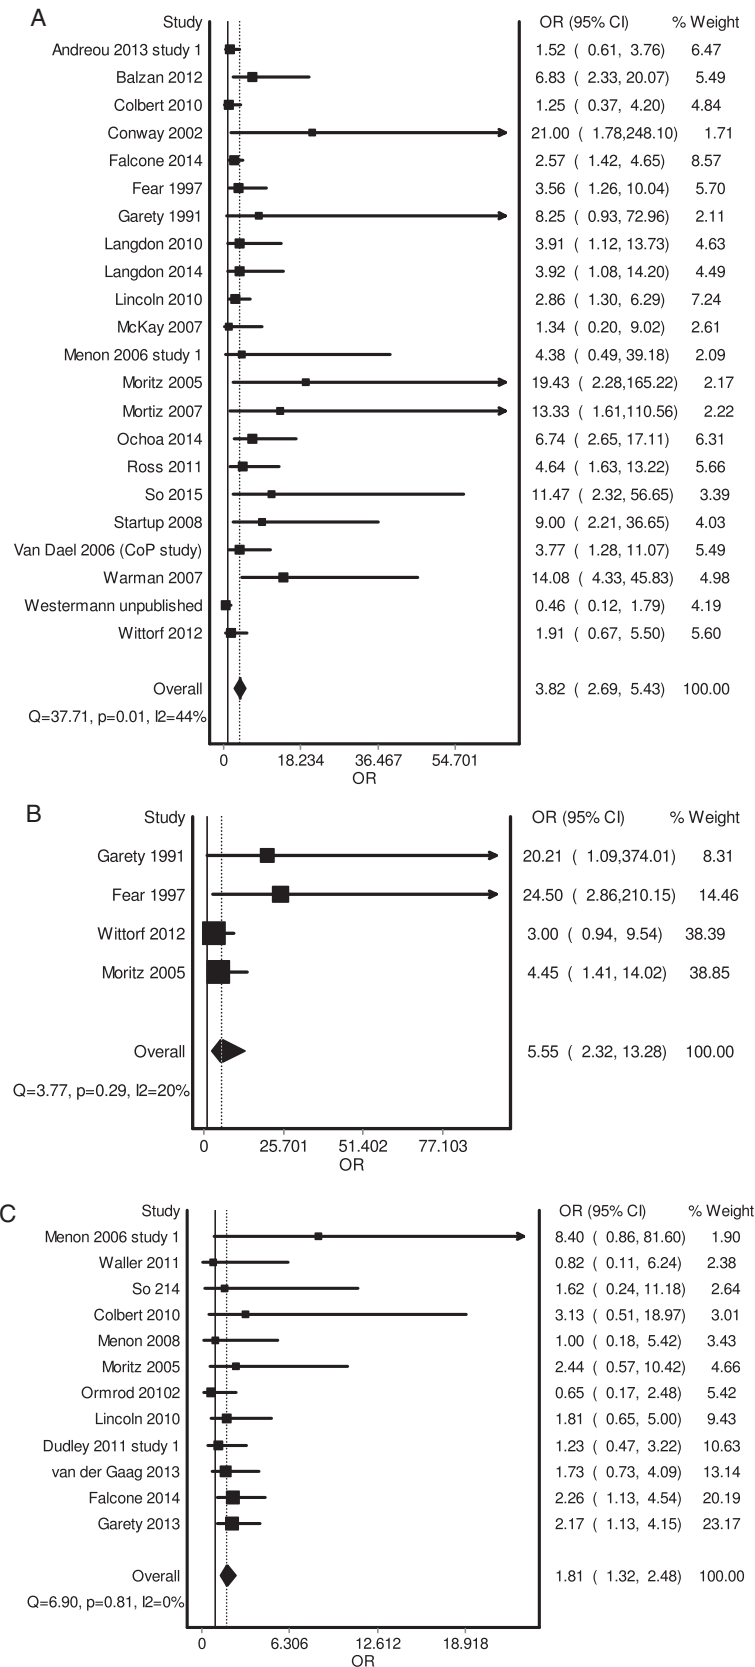 A
Study OR (95% CI) % Weight
Andreou 2013 study 1 1.52 ( 0.61, 3.76) 6.47
Balzan 2012 6.83 ( 2.33, 20.07) 5.49
Colbert 2010 1.25 ( 0.37, 4.20) 4.84
Conway 2002 21.00 ( 1.78,248.10) 1.71
Falcone 2014 2.57 ( 1.42, 4.65) 8.57
Fear 1997 3.56 ( 1.26, 10.04) 5.70
Garety 1991 8.25 ( 0.93, 72.96) 2.11
Langdon 2010 3.91 ( 1.12, 13.73) 4.63
Langdon 2014 3.92 ( 1.08, 14.20) 4.49
Lincoln 2010 2.86 ( 1.30, 6.29) 7.24
McKay 2007 1.34 ( 0.20, 9.02) 2.61
Menon 2006 study 1 4.38 ( 0.49, 39.18) 2.09
Moritz 2005 19.43 ( 2.28,165.22) 2.17
Mortiz 2007 13.33 ( 1.61,110.56) 2.22
Ochoa 2014 6.74 ( 2.65, 17.11) 6.31
Ross 2011 4.64 ( 1.63, 13.22) 5.66
So 2015 11.47 ( 2.32, 56.65) 3.39
Startup 2008 9.00 ( 2.21, 36.65) 4.03
Van Dael 2006 (CoP study) 3.77 ( 1.28, 11.07) 5.49
Warman 2007 14.08 ( 4.33, 45.83) 4.98
Westermann unpublished 0.46 ( 0.12, 1.79) 4.19
Wittorf 2012 1.91 ( 0.67, 5.50) 5.60
Overall 3.82 ( 2.69, 5.43) 100.00
Q=37.71, p=0.01, I2=44%
0 18.234 36.467 54.701
OR
B
Study OR (95% CI) % Weight
Garety 1991 20.21 ( 1.09,374.01) 8.31
Fear 1997 24.50 ( 2.86,210.15) 14.46
Wittorf 2012 3.00 ( 0.94, 9.54) 38.39
Moritz 2005 4.45 ( 1.41, 14.02) 38.85
Overall 5.55 ( 2.32, 13.28) 100.00
Q=3.77, p=0.29, I2=20%
0 25.701 51.402 77.103
OR
C
Study OR (95% CI) % Weight
Menon 2006 study 1 8.40 ( 0.86, 81.60) 1.90
Waller 2011 0.82 ( 0.11, 6.24) 2.38
So 214 1.62 ( 0.24, 11.18) 2.64
Colbert 2010 3.13 ( 0.51, 18.97) 3.01
Menon 2008 1.00 ( 0.18, 5.42) 3.43
Moritz 2005 2.44 ( 0.57, 10.42) 4.66
Ormrod 20102 0.65 ( 0.17, 2.48) 5.42
Lincoln 2010 1.81 ( 0.65, 5.00) 9.43
Dudley 2011 study 1 1.23 ( 0.47, 3.22) 10.63
van der Gaag 2013 1.73 ( 0.73, 4.09) 13.14
Falcone 2014 2.26 ( 1.13, 4.54) 20.19
Garety 2013 2.17 ( 1.13, 4.15) 23.17
Overall 1.81 ( 1.32, 2.48) 100.00
Q=6.90, p=0.81, I2=0%
0 6.306 12.612 18.918
OR